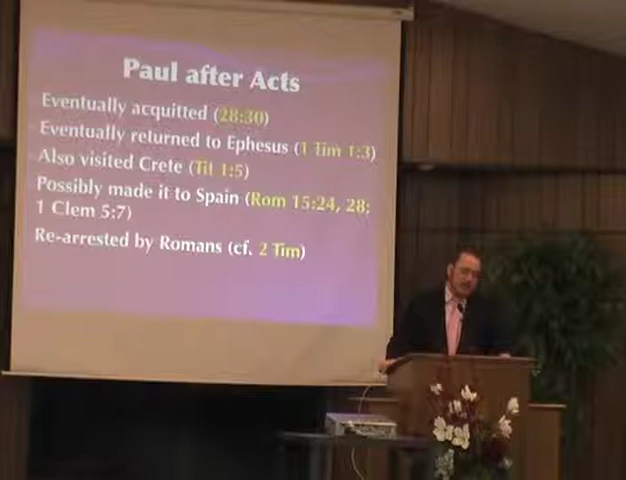 Paul after Acts
Eventually acquitted (28:30)
Eventually returned to Ephesus (1 Tim 1:3)
Also visited Crete (Tit 1:5)
Possibly made it to Spain (Rom 15:24, 28;
1 Clem 5:7)
Re-arrested by Romans (cf. 2 Tim)